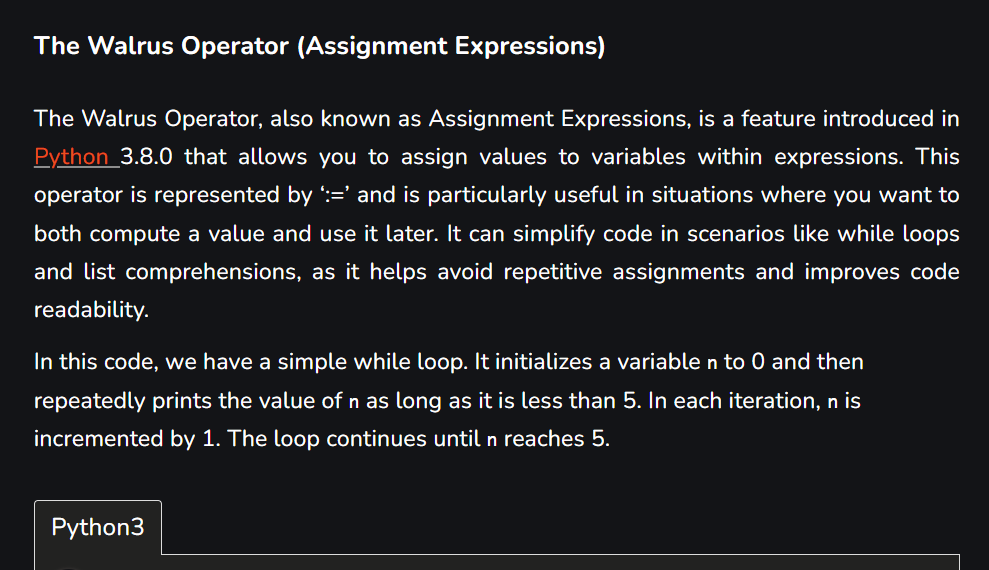 The Walrus Operator (Assignment Expressions)
The Walrus Operator, also known as Assignment Expressions, is a feature introduced in
Python 3.8.0 that allows you to assign values to variables within expressions. This
operator is represented by ‘:=’ and is particularly useful in situations where you want to
both compute a value and use it later. It can simplify code in scenarios like while loops
and list comprehensions, as it helps avoid repetitive assignments and improves code
readability.
In this code, we have a simple while loop. It initializes a variable n to 0 and then
repeatedly prints the value of n as long as it is less than 5. In each iteration, n is
incremented by 1. The loop continues until n reaches 5.
Python3